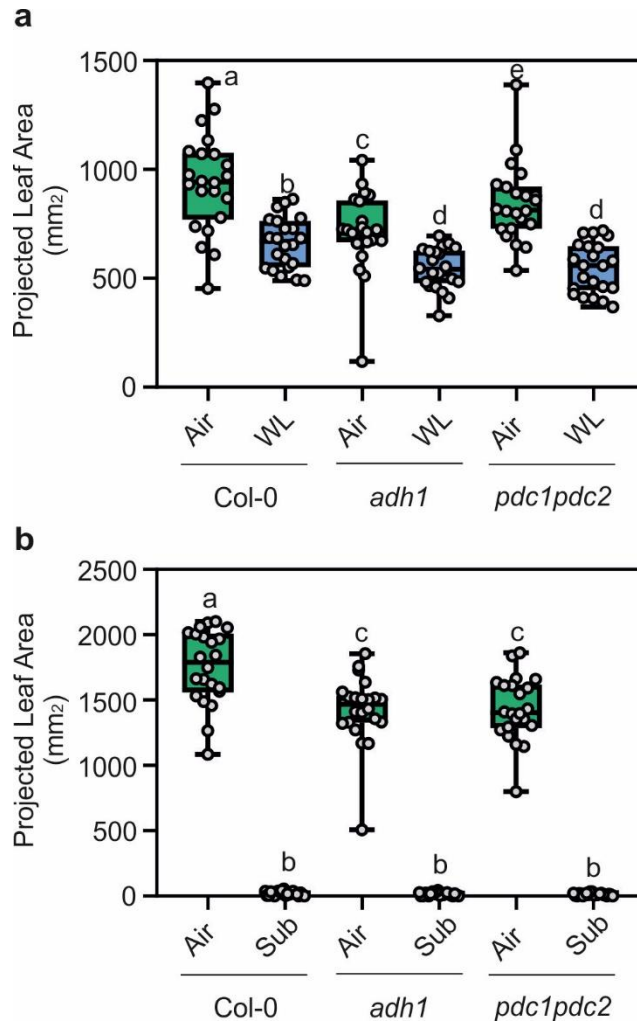 a
Projected Leaf Area
(mm2)
1500
1000
500
0
a
b
c
d
e
d
Air
WL
Air
WL
Air
WL
Col-0
adh1
pdc1pdc2
b
Projected Leaf Area
(mm2)
2500
2000
1500
1000
500
0
a
b
c
b
c
b
Air
Sub
Air
Sub
Air
Sub
Col-0
adh1
pdc1pdc2